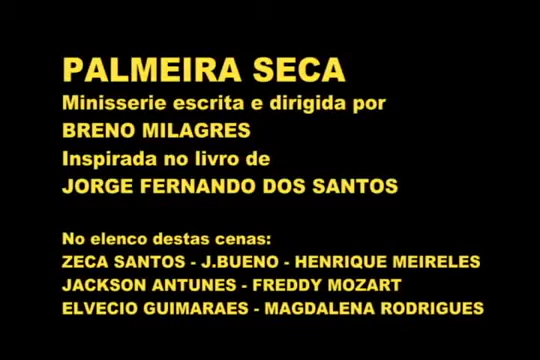 PALMEIRA SECA
Minisserie escrita e dirigida por
BRENO MILAGRES
Inspirada no livro de
JORGE FERNANDO DOS SANTOS
No elenco destas cenas:
ZECA SANTOS - J.BUENO - HENRIQUE MEIRELES
JACKSON ANTUNES - FREDDY MOZART
ELVECIO GUIMARAES - MAGDALENA RODRIGUES